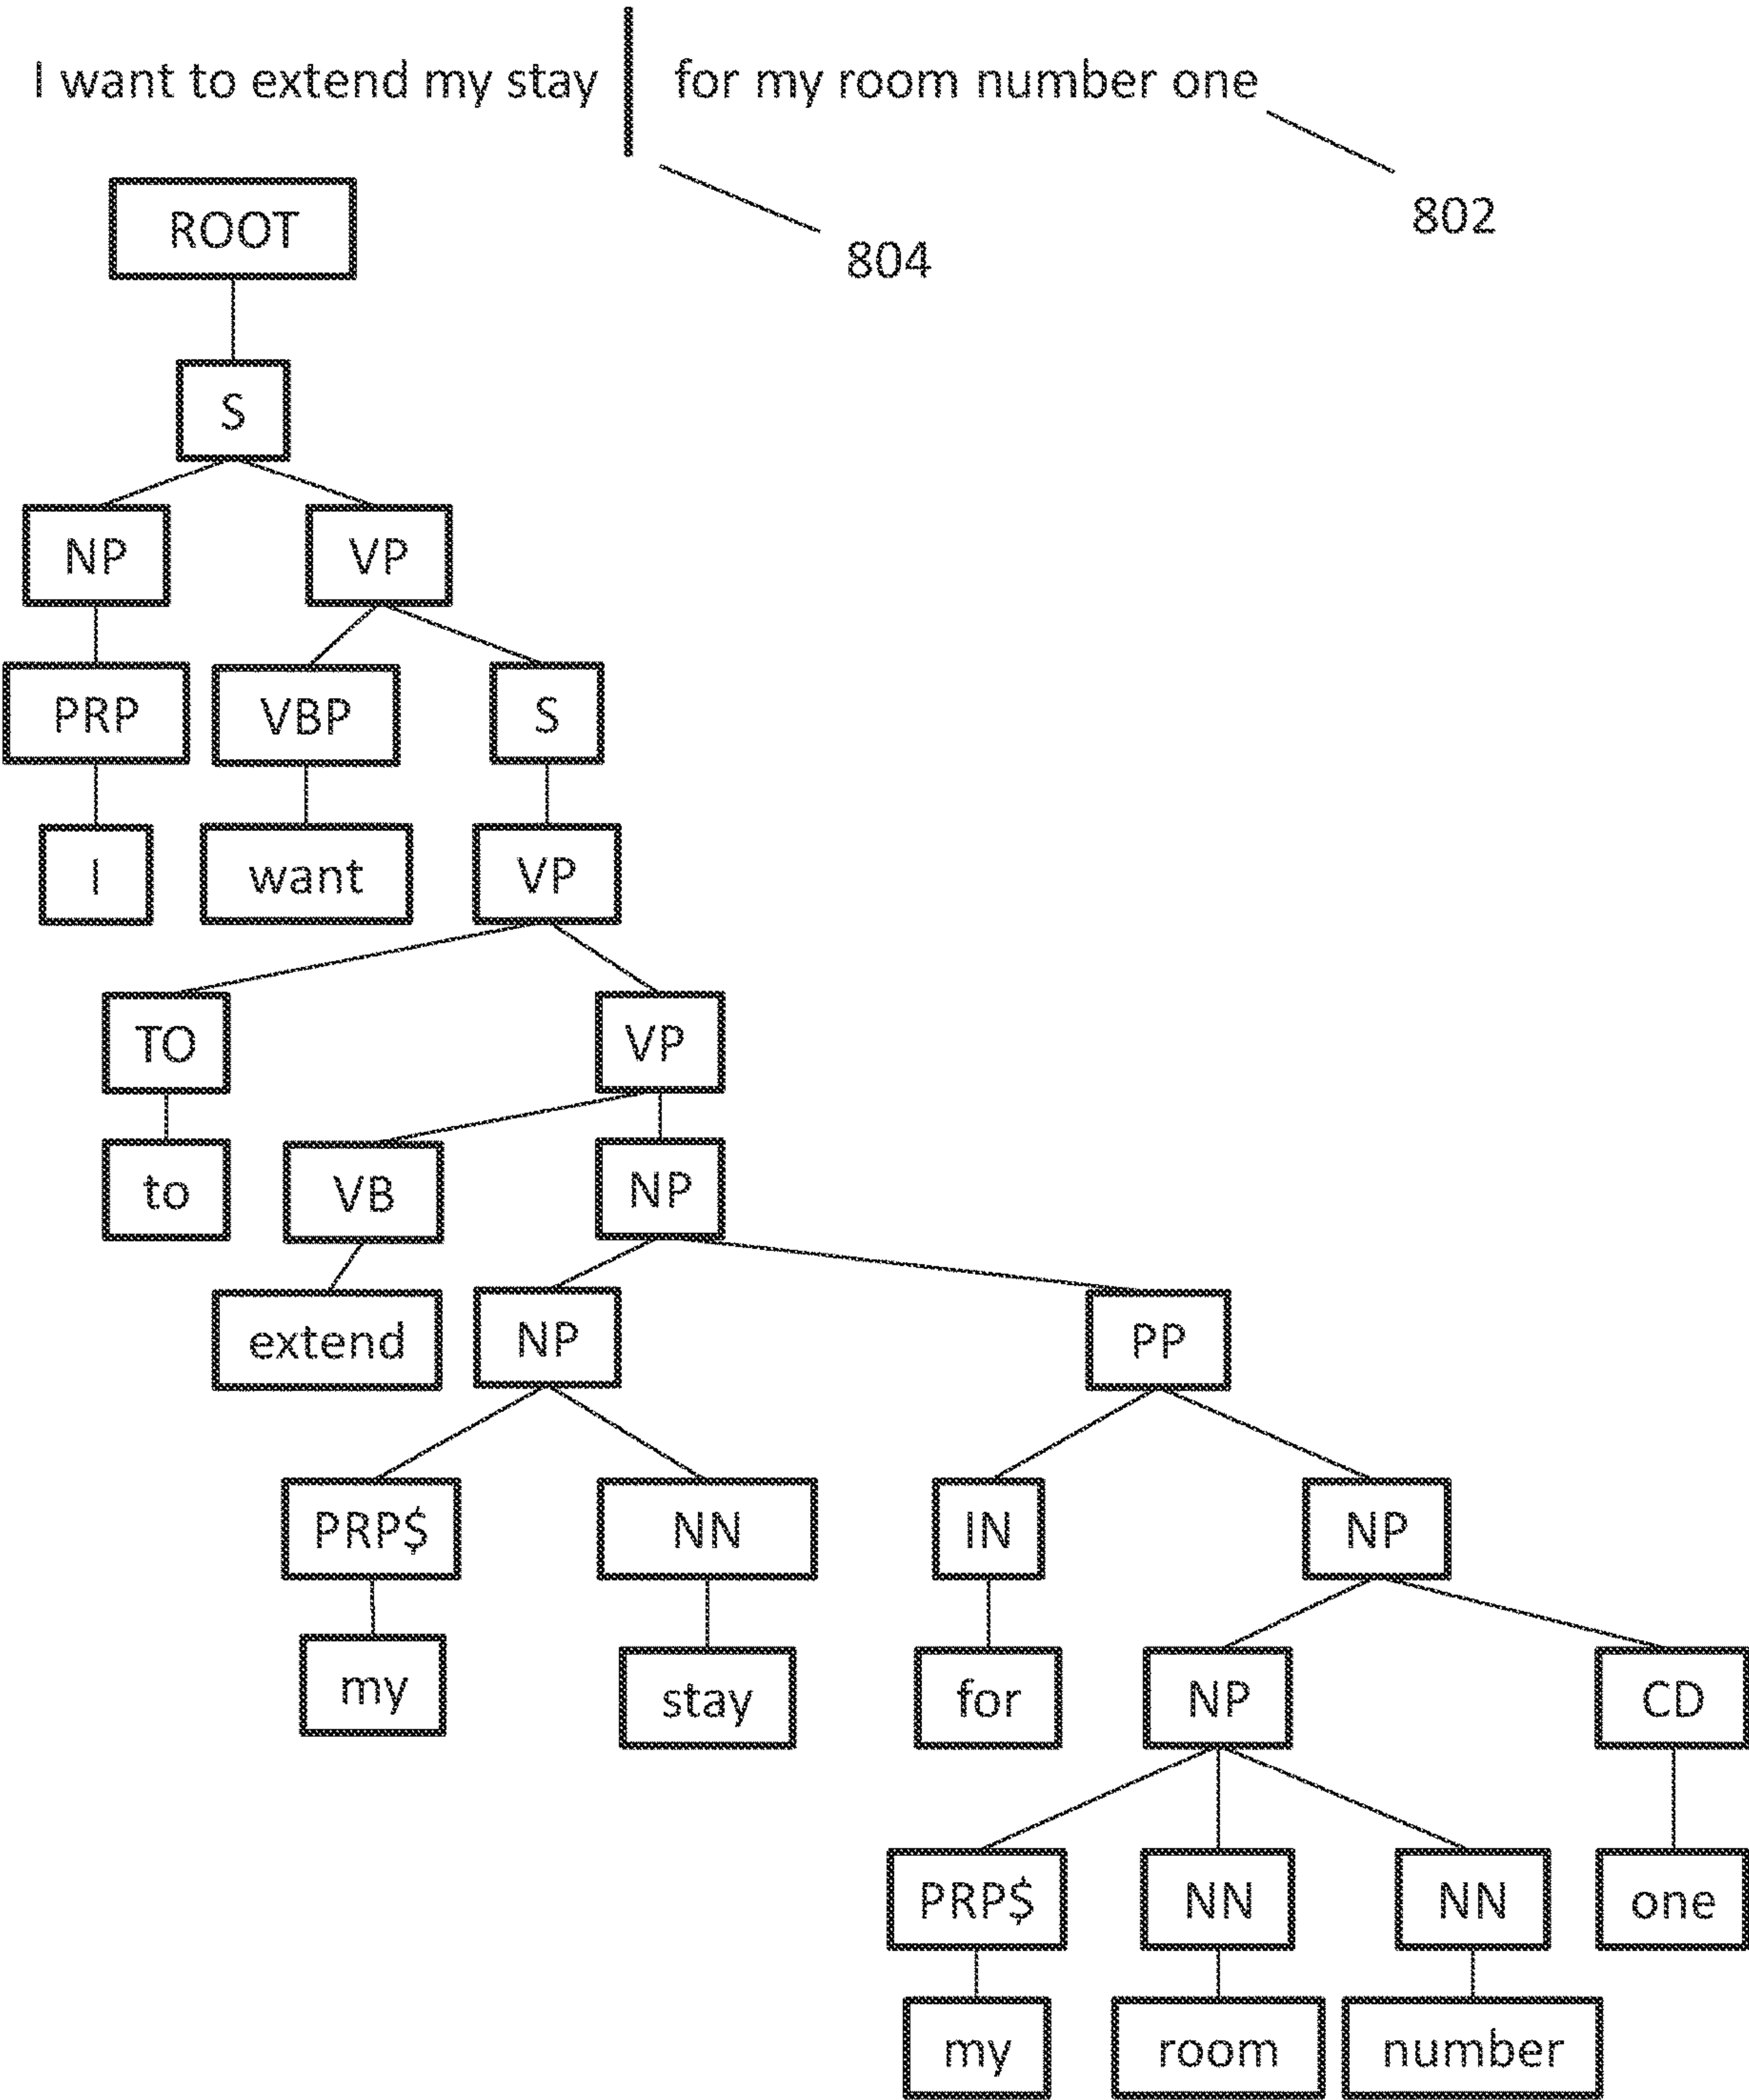 I want to extend my stay | for my room number one
802
804
ROOT
S
NP VP
PRP VBP S
I want VP
TO VP
to VB NP
extend NP PP
PRP$ NN IN NP
my stay for NP CD
PRP$ NN NN one
my room number